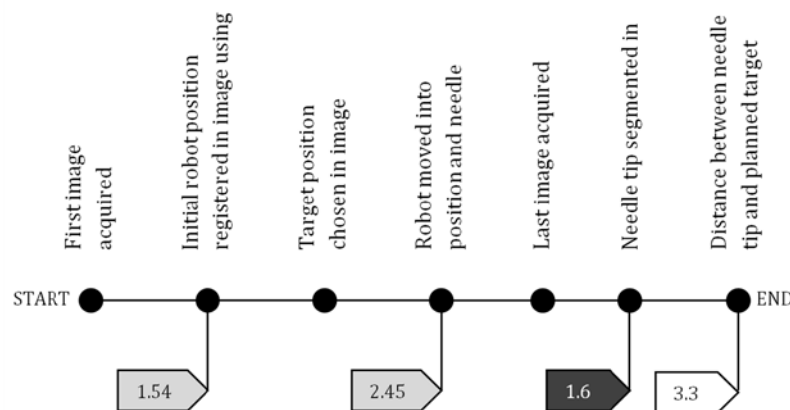 First image
acquired
Initial robot position
registered in image using
Target position
chosen in image
Robot moved into
position and needle
Last image acquired
Needle tip segmented in
Distance between needle
tip and planned target
START
END
1.54
2.45
1.6
3.3